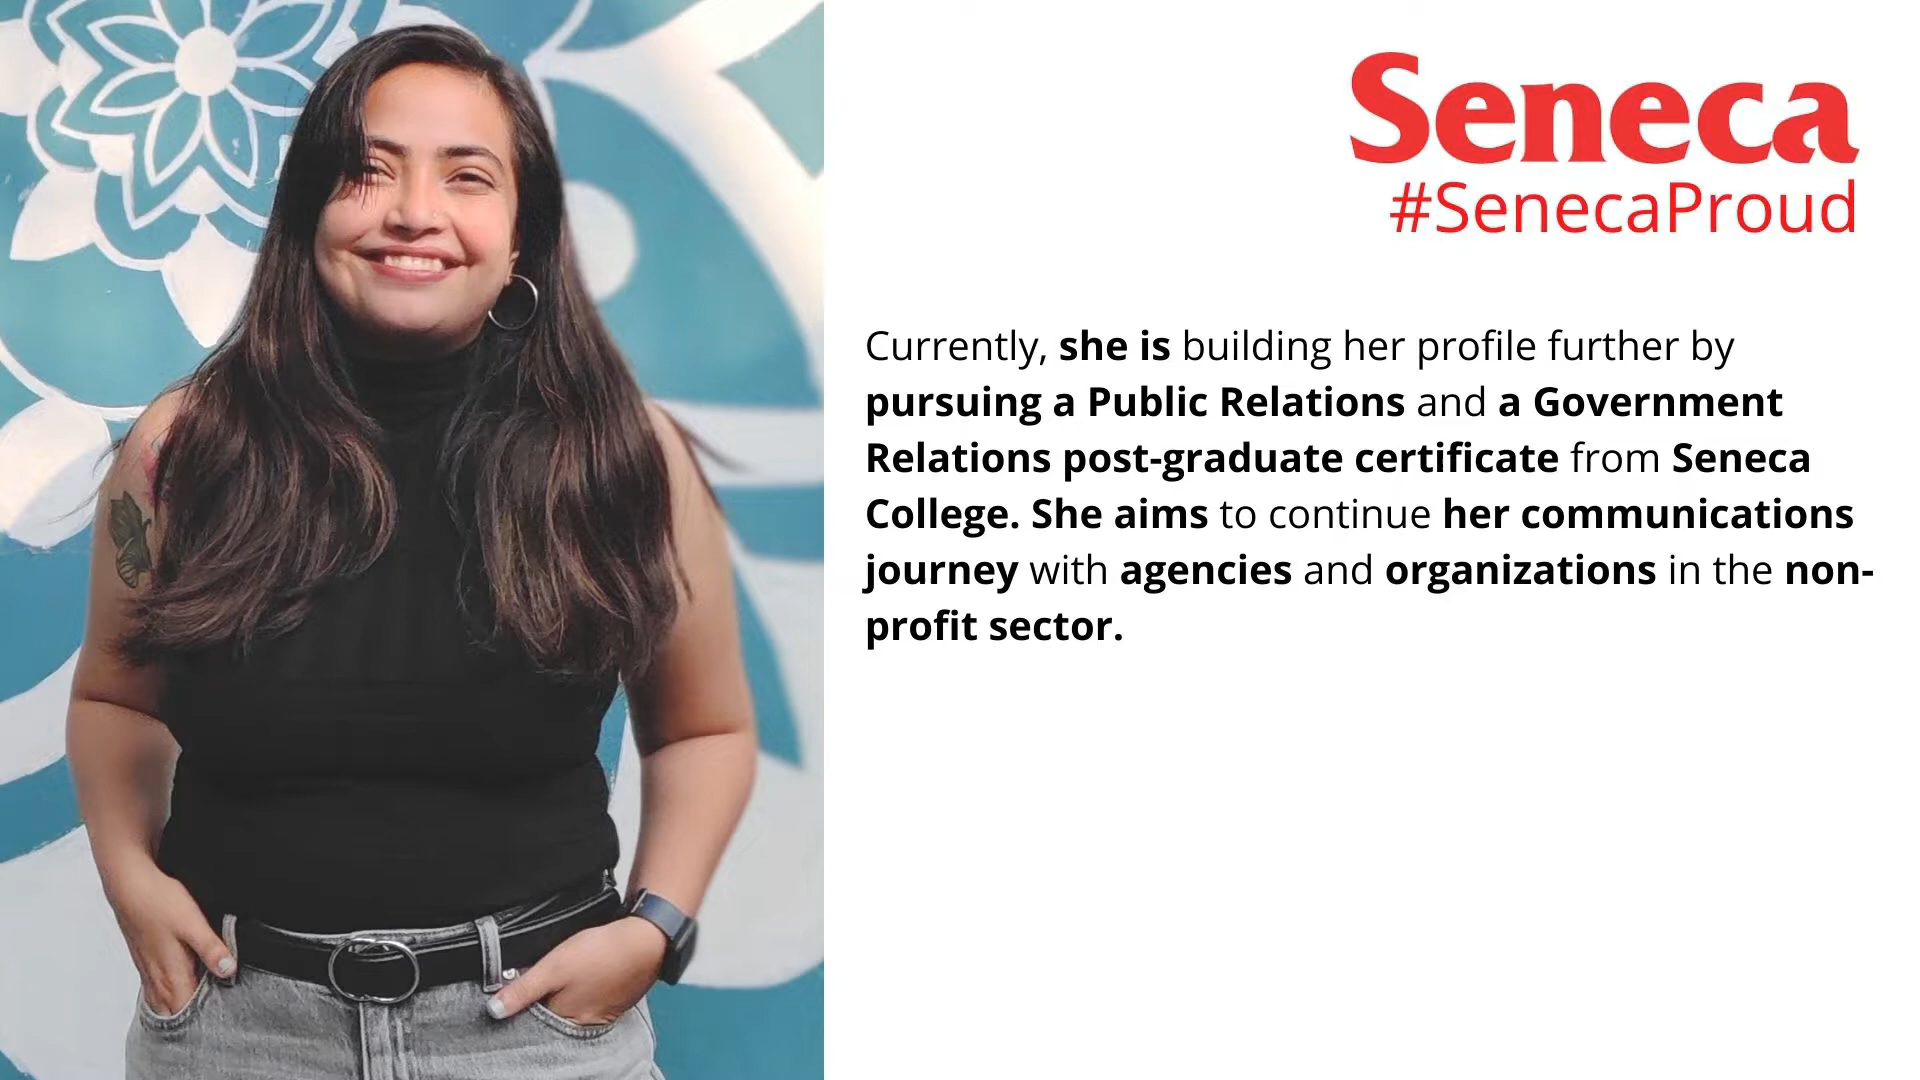 Seneca
#SenecaProud
Currently, she is building her profile further by
pursuing a Public Relations and a Government
Relations post-graduate certificate from Seneca
College. She aims to continue her communications
journey with agencies and organizations in the non-
profit sector.